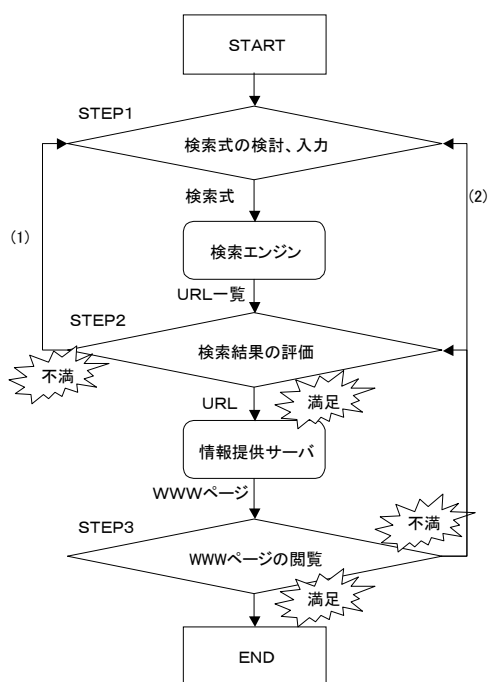 START
STEP1
検索式の検討、入力
検索式
(1)
(2)
検索エンジン
URL一覧
STEP2
検索結果の評価
不満
URL
満足
情報提供サーバ
WWWページ
不満
STEP3
WWWページの閲覧
満足
END